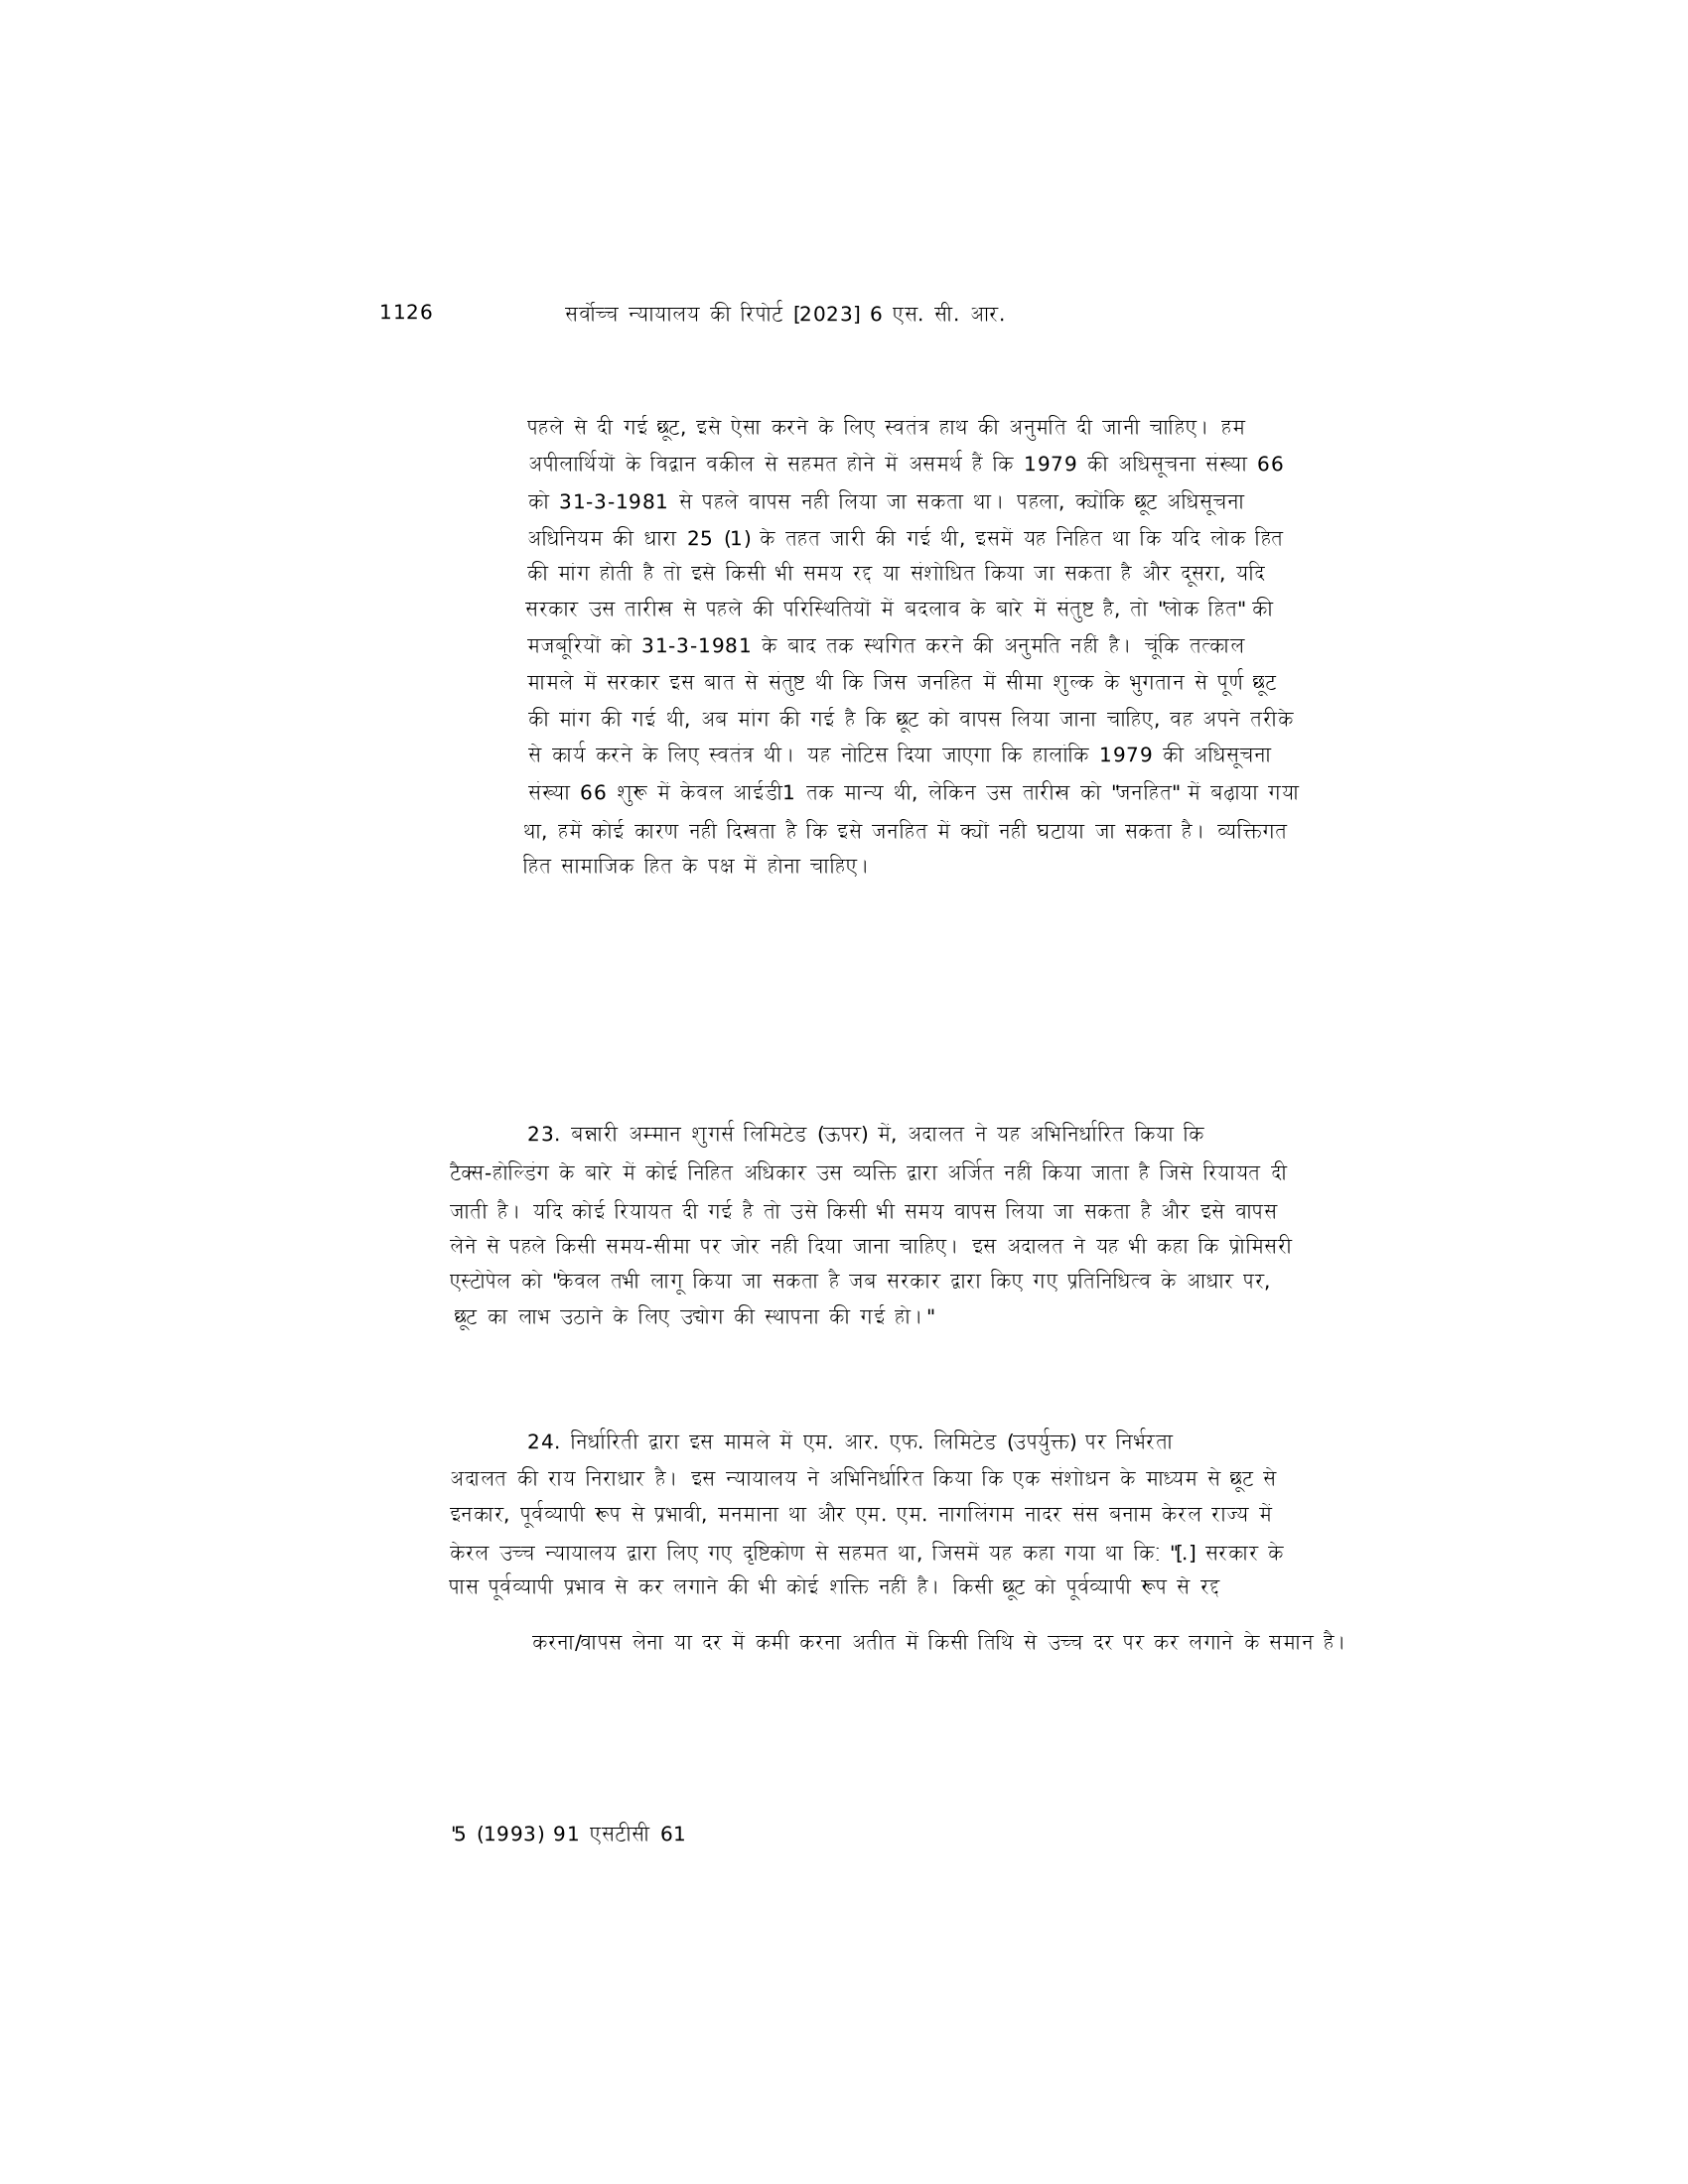 1126 सर्वोच्च न्यायालय की रिपोर्ट [2023] 6 एस. सी. आर.
पहले से दी गई छूट, इसे ऐसा करने के लिए स्वतंत्र हाथ की अनुमति दी जानी चाहिए। हम
अपीलार्थियों के विद्वान वकील से सहमत होने में असमर्थ हैं कि 1979 की अधिसूचना संख्या 66
को 31-3-1981 से पहले वापस नही लिया जा सकता था। पहला, क्योंकि छूट अधिसूचना
अधिनियम की धारा 25 (1) के तहत जारी की गई थी, इसमें यह निहित था कि यदि लोक हित
की मांग होती है तो इसे किसी भी समय रद्द या संशोधित किया जा सकता है और दूसरा, यदि
सरकार उस तारीख से पहले की परिस्थितियों में बदलाव के बारे में संतुष्ट है, तो "लोक हित" की
मजबूरियों को 31-3-1981 के बाद तक स्थगित करने की अनुमति नहीं है। चूंकि तत्काल
मामले में सरकार इस बात से संतुष्ट थी कि जिस जनहित में सीमा शुल्क के भुगतान से पूर्ण छूट
की मांग की गई थी, अब मांग की गई है कि छूट को वापस लिया जाना चाहिए, वह अपने तरीके
से कार्य करने के लिए स्वतंत्र थी। यह नोटिस दिया जाएगा कि हालांकि 1979 की अधिसूचना
संख्या 66 शुरू में केवल आईडी1 तक मान्य थी, लेकिन उस तारीख को "जनहित" में बढ़ाया गया
था, हमें कोई कारण नही दिखता है कि इसे जनहित में क्यों नही घटाया जा सकता है। व्यक्तिगत
हित सामाजिक हित के पक्ष में होना चाहिए।
23. बन्नारी अम्मान शुगर्स लिमिटेड (ऊपर) में, अदालत ने यह अभिनिर्धारित किया कि
टैक्स-होल्डिंग के बारे में कोई निहित अधिकार उस व्यक्ति द्वारा अर्जित नहीं किया जाता है जिसे रियायत दी
जाती है। यदि कोई रियायत दी गई है तो उसे किसी भी समय वापस लिया जा सकता है और इसे वापस
लेने से पहले किसी समय-सीमा पर जोर नही दिया जाना चाहिए। इस अदालत ने यह भी कहा कि प्रोमिसरी
एस्टोपेल को "केवल तभी लागू किया जा सकता है जब सरकार द्वारा किए गए प्रतिनिधित्व के आधार पर,
छूट का लाभ उठाने के लिए उद्योग की स्थापना की गई हो।"
24. निर्धारिती द्वारा इस मामले में एम. आर. एफ. लिमिटेड (उपर्युक्त) पर निर्भरता
अदालत की राय निराधार है। इस न्यायालय ने अभिनिर्धारित किया कि एक संशोधन के माध्यम से छूट से
इनकार, पूर्वव्यापी रूप से प्रभावी, मनमाना था और एम. एम. नागलिंगम नादर संस बनाम केरल राज्य में
केरल उच्च न्यायालय द्वारा लिए गए दृष्टिकोण से सहमत था, जिसमें यह कहा गया था कि: "[.] सरकार के
पास पूर्वव्यापी प्रभाव से कर लगाने की भी कोई शक्ति नहीं है। किसी छूट को पूर्वव्यापी रूप से रद्द
करना/वापस लेना या दर में कमी करना अतीत में किसी तिथि से उच्च दर पर कर लगाने के समान है।
'5 (1993) 91 एसटीसी 61